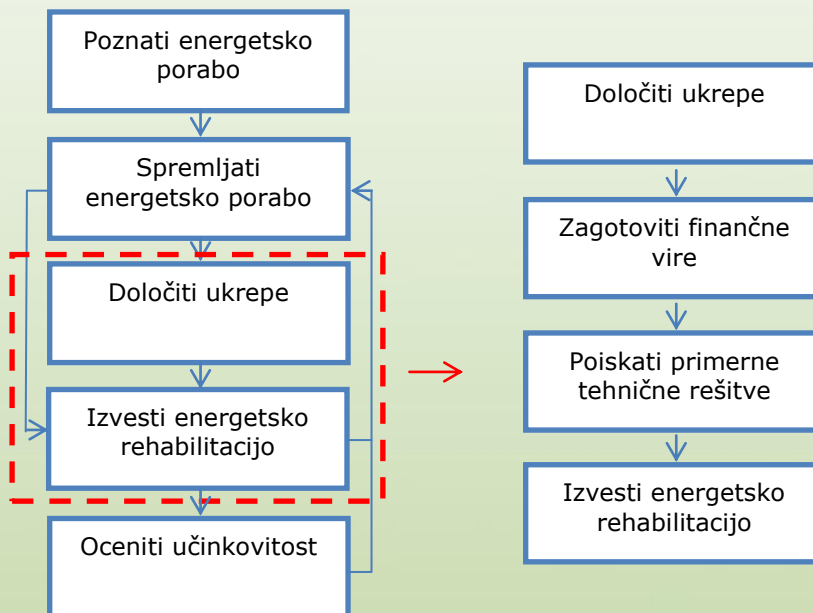 Poznati energetsko
porabo
Spremljati
energetsko porabo
Določiti ukrepe
Izvesti energetsko
rehabilitacijo
Oceniti učinkovitost
Določiti ukrepe
Zagotoviti finančne
vire
Poiskati primerne
tehnične rešitve
Izvesti energetsko
rehabilitacijo